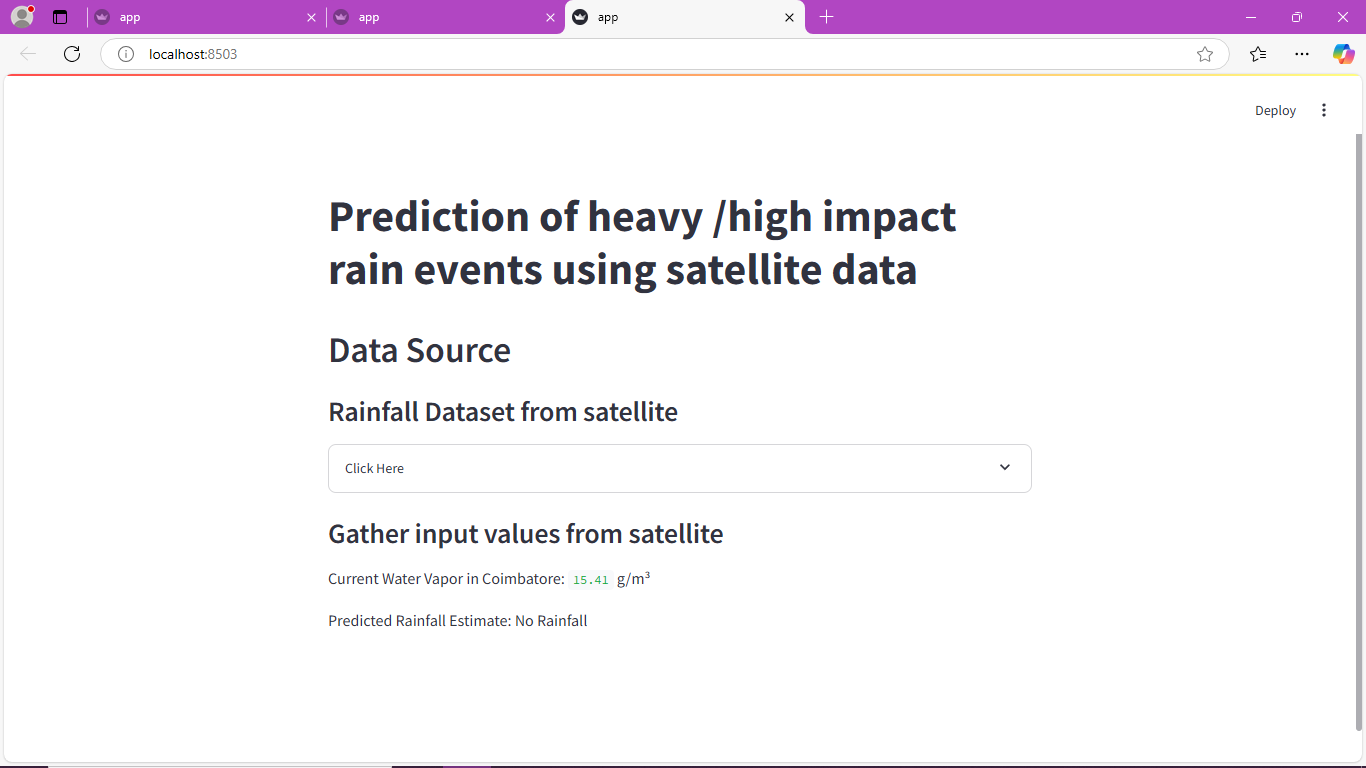 app
app
app
localhost:8503
Deploy
Prediction of heavy /high impact
rain events using satellite data
Data Source
Rainfall Dataset from satellite
Click Here
Gather input values from satellite
Current Water Vapor in Coimbatore: 15.41 g/m³
Predicted Rainfall Estimate: No Rainfall